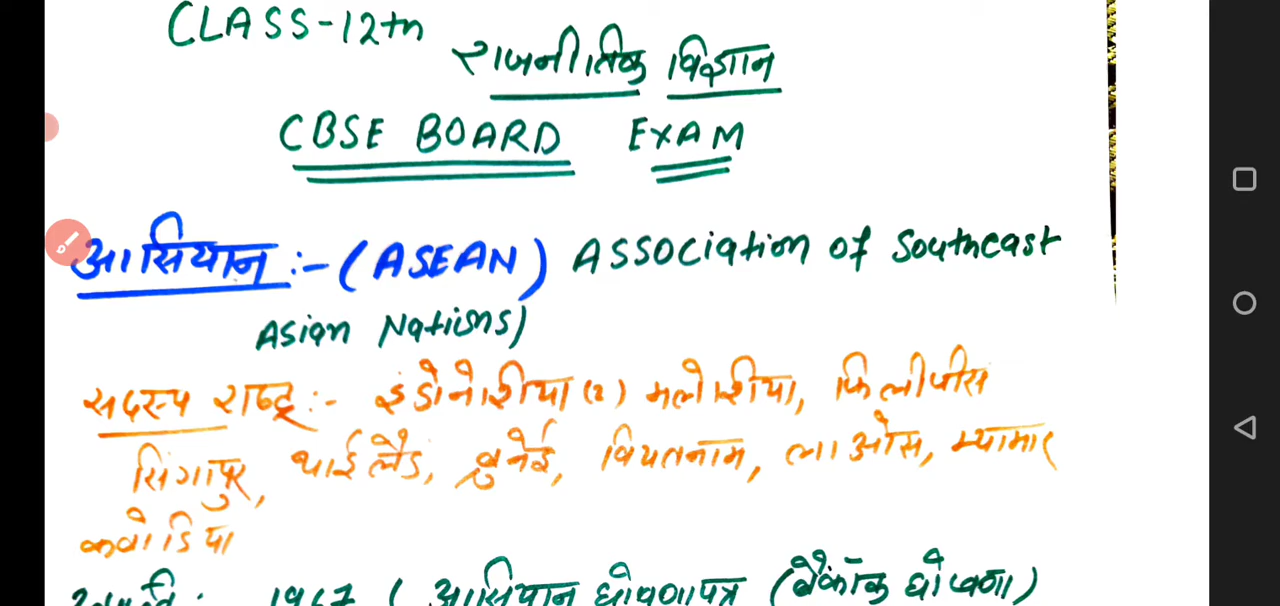 CLASS-12th
राजनीतिक विज्ञान
CBSE BOARD EXAM
आसियान :- (ASEAN) Association of Southeast
Asian Nations)
सदस्य राष्ट्र :- इंडोनेशिया (2) मलेशिया, फिलीपींस
सिंगापुर, थाईलैंड, ब्रुनेई, वियतनाम, लाओस, म्यामार
कंबोडिया
1967 ( आसियान घोषणापत्र (बैंकॉक घोषणा)